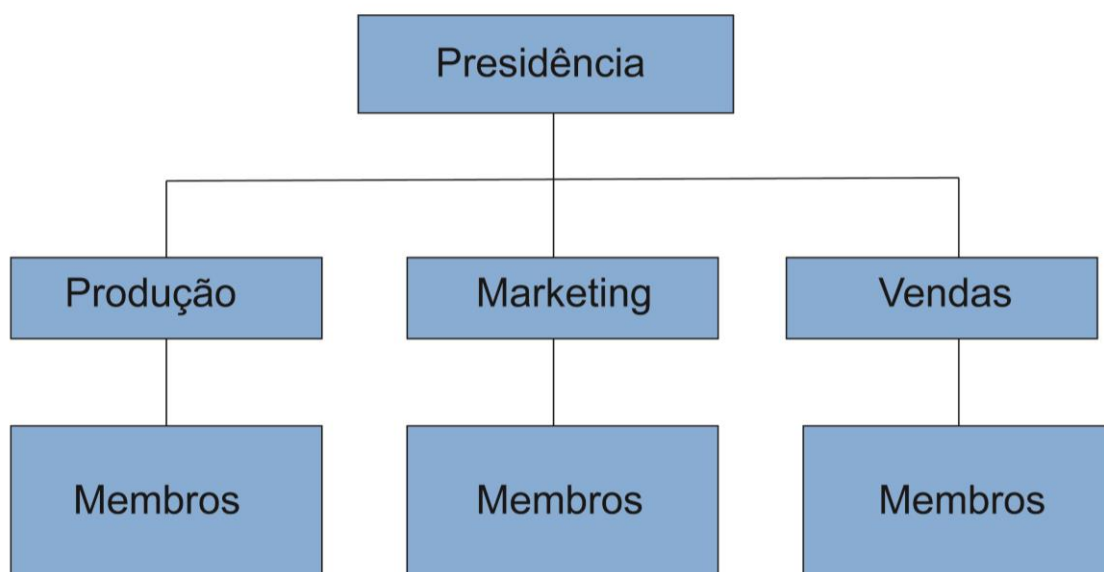 Presidência
Produção
Marketing
Vendas
Membros
Membros
Membros